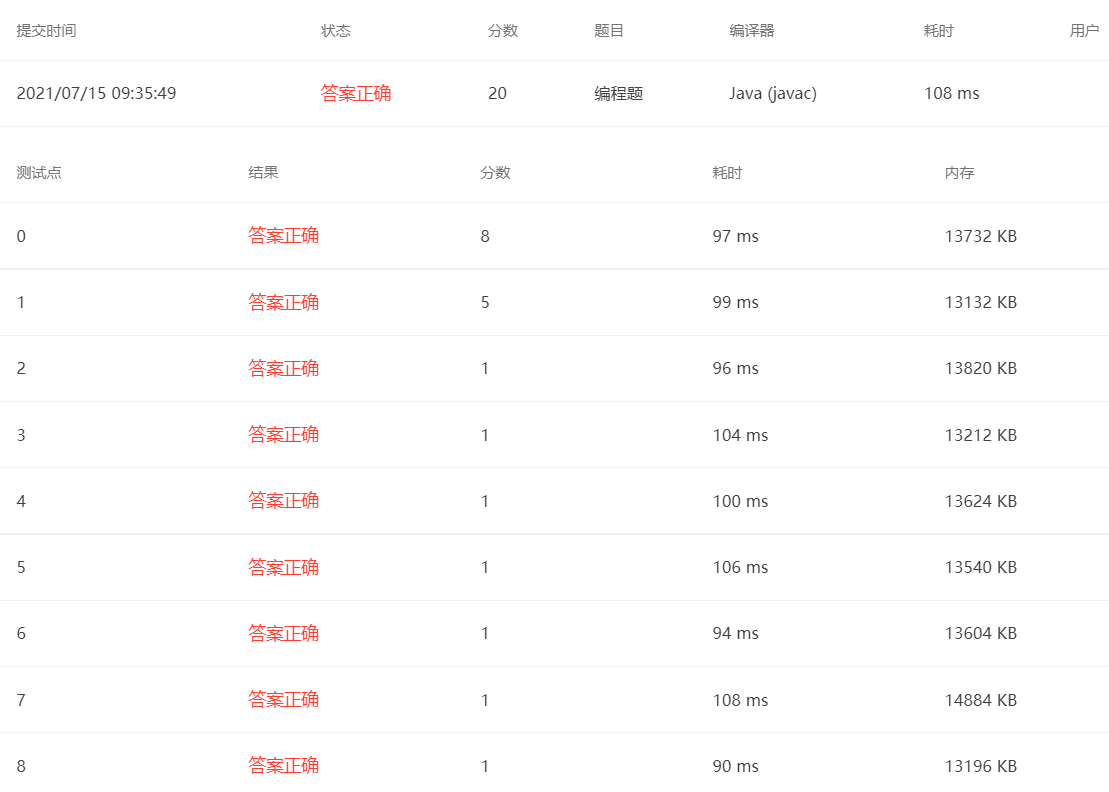 提交时间 状态 分数 题目 编译器 耗时 用户
2021/07/15 09:35:49 答案正确 20 编程题 Java (javac) 108 ms
测试点 结果 分数 耗时 内存
0 答案正确 8 97 ms 13732 KB
1 答案正确 5 99 ms 13132 KB
2 答案正确 1 96 ms 13820 KB
3 答案正确 1 104 ms 13212 KB
4 答案正确 1 100 ms 13624 KB
5 答案正确 1 106 ms 13540 KB
6 答案正确 1 94 ms 13604 KB
7 答案正确 1 108 ms 14884 KB
8 答案正确 1 90 ms 13196 KB